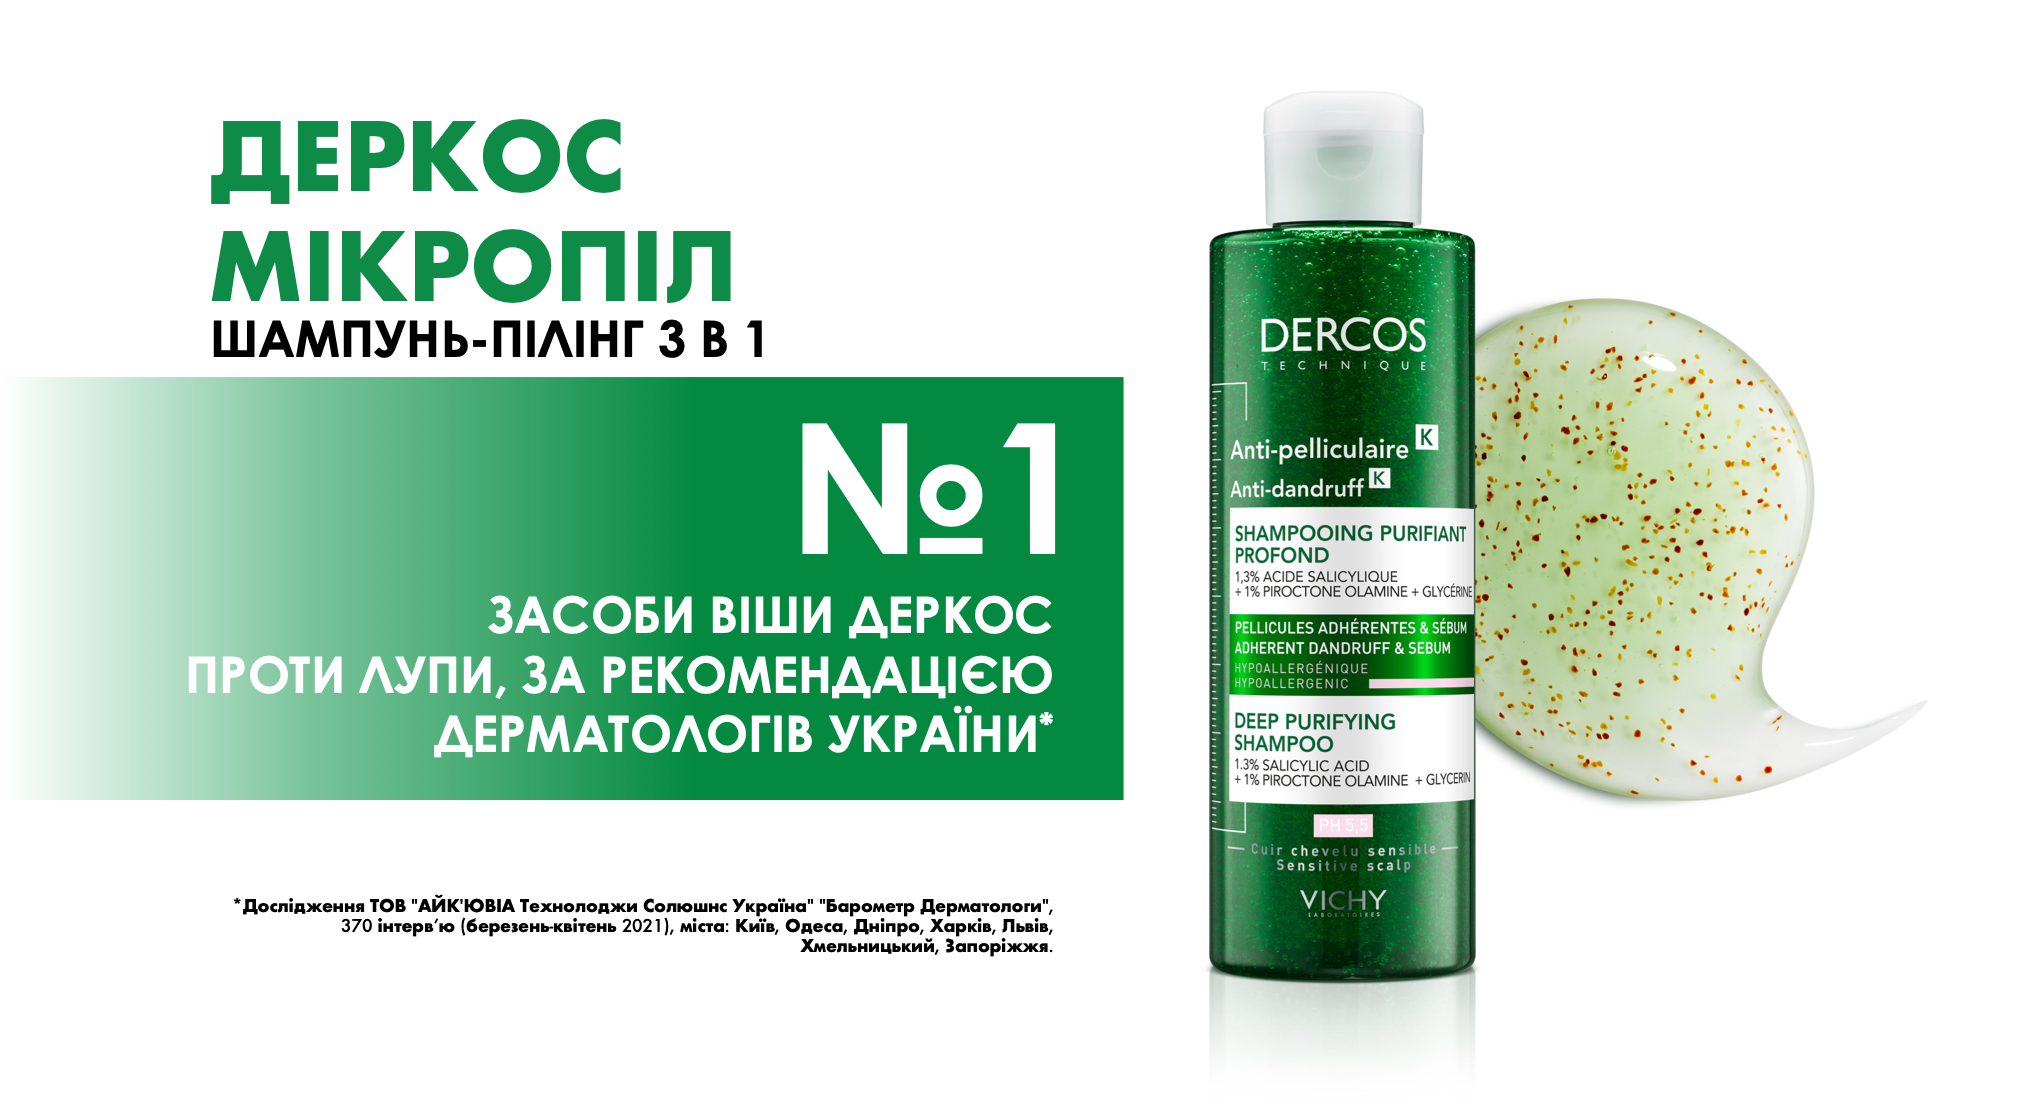 ДЕРКОС
МІКРОПІЛ
ШАМПУНЬ-ПІЛІНГ 3 В 1
№1
ЗАСОБИ ВІШИ ДЕРКОС
ПРОТИ ЛУПИ, ЗА РЕКОМЕНДАЦІЄЮ
ДЕРМАТОЛОГІВ УКРАЇНИ*
*Дослідження ТОВ "АЙК'ЮВІА Технолоджи Солюшнс Україна" "Барометр Дерматологи",
370 інтерв’ю (березень-квітень 2021), міста: Київ, Одеса, Дніпро, Харків, Львів,
Хмельницький, Запоріжжя.
DERCOS
TECHNIQUE
Anti-pelliculaire K
Anti-dandruff K
SHAMPOOING PURIFIANT
PROFOND
1,3% ACIDE SALICYLIQUE
+ 1% PIROCTONE OLAMINE + GLYCÉRINE
PELLICULES ADHÉRENTES & SÉBUM
ADHERENT DANDRUFF & SEBUM
HYPOALLERGÉNIQUE
HYPOALLERGENIC
DEEP PURIFYING
SHAMPOO
1.3% SALICYLIC ACID
+ 1% PIROCTONE OLAMINE + GLYCERIN
PH 5,5
Cuir chevelu sensible
Sensitive scalp
VICHY
LABORATOIRES